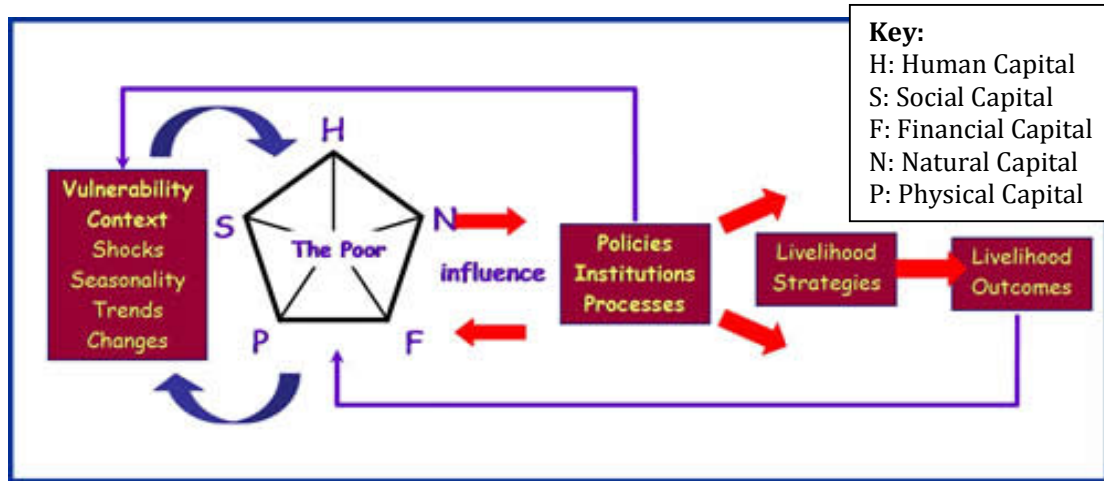 Key:
H: Human Capital
S: Social Capital
F: Financial Capital
N: Natural Capital
P: Physical Capital
Vulnerability
Context
Shocks
Seasonality
Trends
Changes
H
S
N
The Poor
P
F
influence
Policies
Institutions
Processes
Livelihood
Strategies
Livelihood
Outcomes